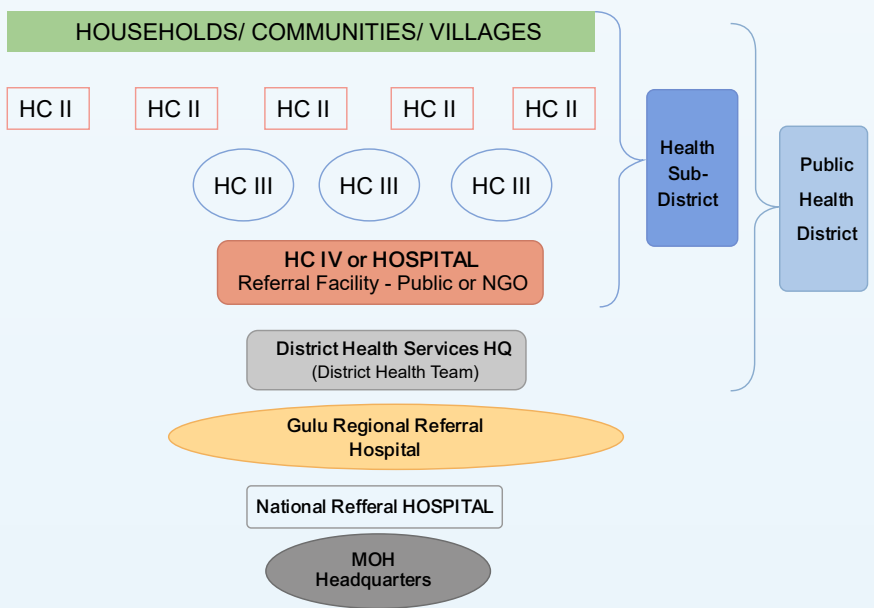 HOUSEHOLDS/ COMMUNITIES/ VILLAGES
HC II
HC II
HC II
HC II
HC II
HC III
HC III
HC III
HC IV or HOSPITAL
Referral Facility - Public or NGO
District Health Services HQ
(District Health Team)
Gulu Regional Referral
Hospital
National Refferal HOSPITAL
MOH
Headquarters
Health
Sub-
District
Public
Health
District